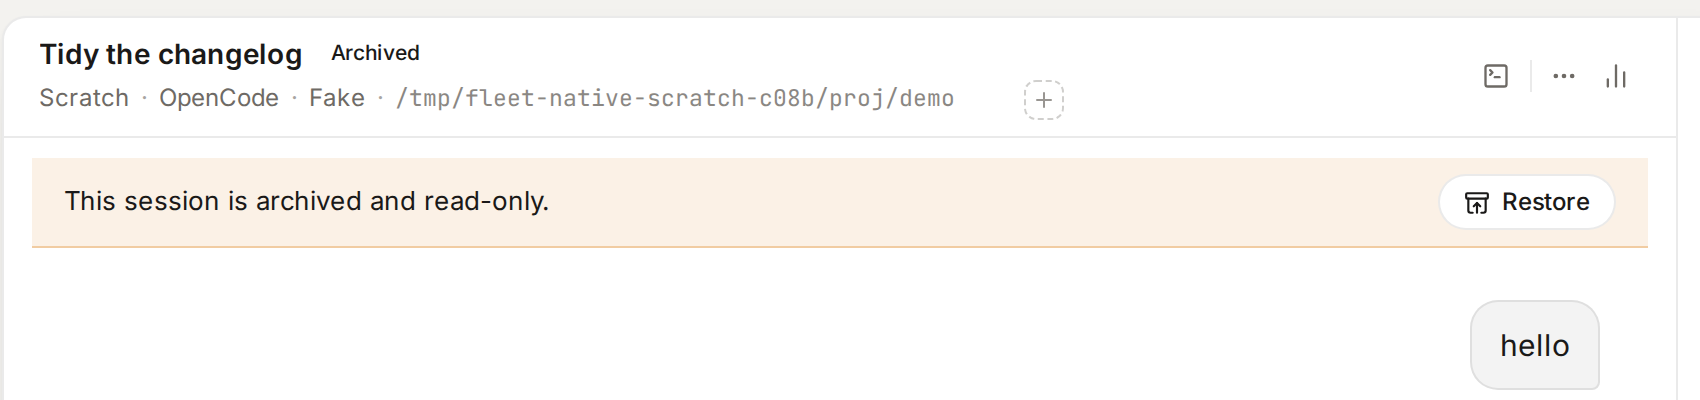 Tidy the changelog Archived
Scratch · OpenCode · Fake · /tmp/fleet-native-scratch-c08b/proj/demo
This session is archived and read-only.
Restore
hello